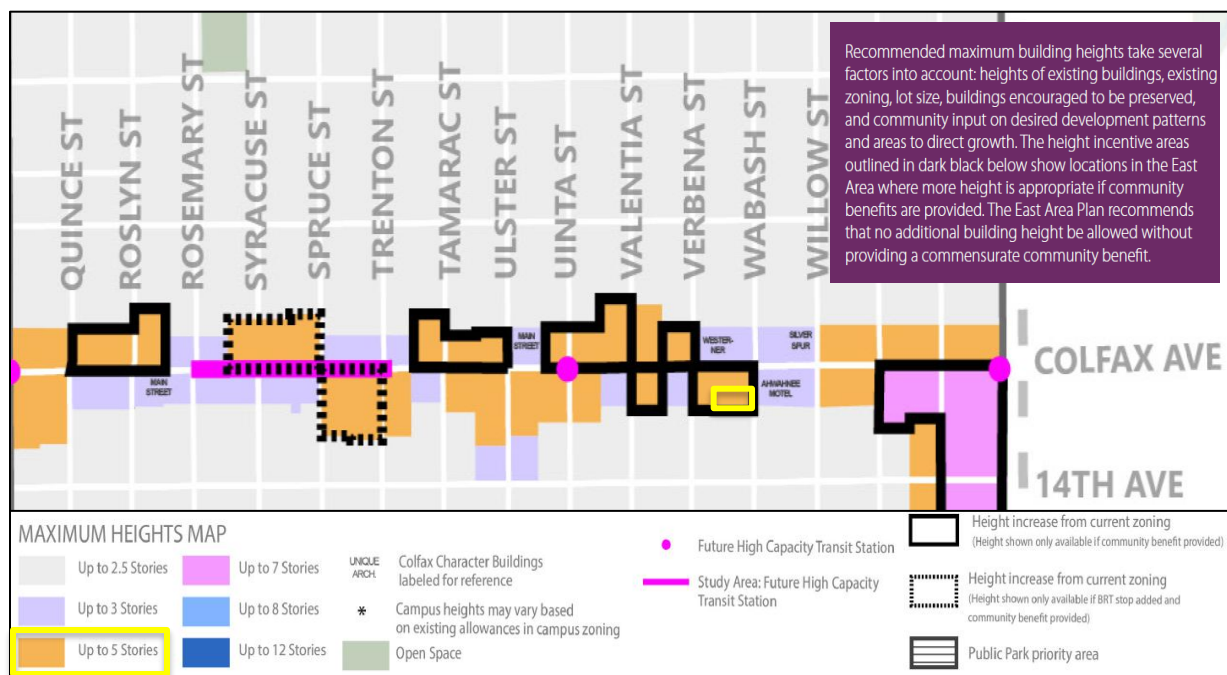 Recommended maximum building heights take several
factors into account: heights of existing buildings, existing
zoning, lot size, buildings encouraged to be preserved,
and community input on desired development patterns
and areas to direct growth. The height incentive areas
outlined in dark black below show locations in the East
Area where more height is appropriate if community
benefits are provided. The East Area Plan recommends
that no additional building height be allowed without
providing a commensurate community benefit.
QUINCE ST
ROSLYN ST
ROSEMARY ST
SYRACUSE ST
SPRUCE ST
TRENTON ST
TAMARAC ST
ULSTER ST
UINTA ST
VALENTIA ST
VERBENA ST
WABASH ST
WILLOW ST
MAIN
STREET
WESTER-
NER
SILVER
SPUR
COLFAX AVE
MAIN
STREET
AHWAHNEE
MOTEL
14TH AVE
MAXIMUM HEIGHTS MAP
Up to 2.5 Stories
Up to 3 Stories
Up to 5 Stories
Up to 7 Stories
Up to 8 Stories
Up to 12 Stories
UNIQUE
ARCH.
Colfax Character Buildings
labeled for reference
*
Campus heights may vary based
on existing allowances in campus zoning
Open Space
Future High Capacity Transit Station
Study Area: Future High Capacity
Transit Station
Height increase from current zoning
(Height shown only available if community benefit provided)
Height increase from current zoning
(Height shown only available if BRT stop added and
community benefit provided)
Public Park priority area